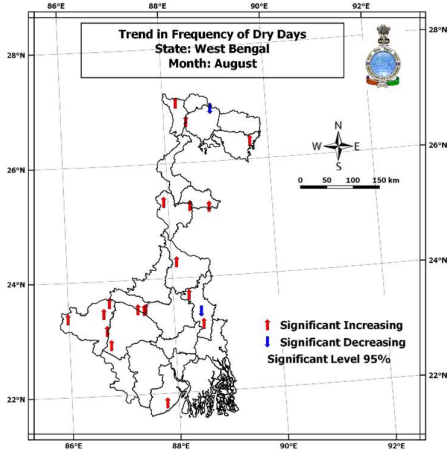 86°E 88°E 90°E 92°E
Trend in Frequency of Dry Days
State: West Bengal
Month: August
28°N
28°N
N
W E
S
26°N
26°N
0 50 100 150 km
24°N
24°N
Significant Increasing
Significant Decreasing
Significant Level 95%
22°N
22°N
86°E 88°E 90°E 92°E